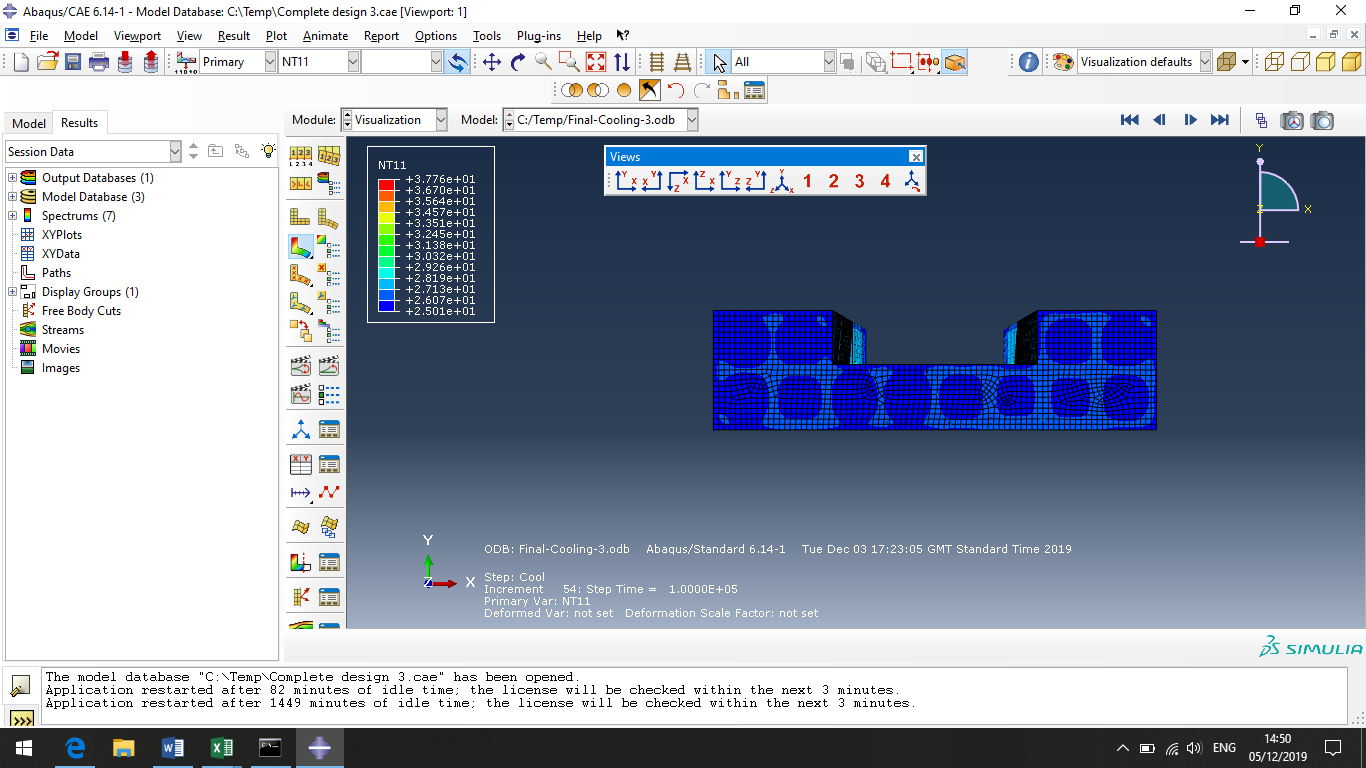 Abaqus/CAE 6.14-1 - Model Database: C:\Temp\Complete design 3.cae [Viewport: 1]
File Model Viewport View Result Plot Animate Report Options Tools Plug-ins Help
Primary NT11 All Visualization defaults
Module: Visualization Model: C:/Temp/Final-Cooling-3.odb
Model Results
Session Data
Output Databases (1)
Model Database (3)
Spectrums (7)
XYPlots
XYData
Paths
Display Groups (1)
Free Body Cuts
Streams
Movies
Images
NT11
+3.776e+01
+3.670e+01
+3.564e+01
+3.457e+01
+3.351e+01
+3.245e+01
+3.138e+01
+3.032e+01
+2.926e+01
+2.819e+01
+2.713e+01
+2.607e+01
+2.501e+01
Views
1 2 3 4
Y
Z X
Y
Z X
ODB: Final-Cooling-3.odb Abaqus/Standard 6.14-1 Tue Dec 03 17:23:05 GMT Standard Time 2019
Step: Cool
Increment 54: Step Time = 1.0000E+05
Primary Var: NT11
Deformed Var: not set Deformation Scale Factor: not set
SIMULIA
The model database "C:\Temp\Complete design 3.cae" has been opened.
Application restarted after 82 minutes of idle time; the license will be checked within the next 3 minutes.
Application restarted after 1449 minutes of idle time; the license will be checked within the next 3 minutes.
ENG
14:50
05/12/2019